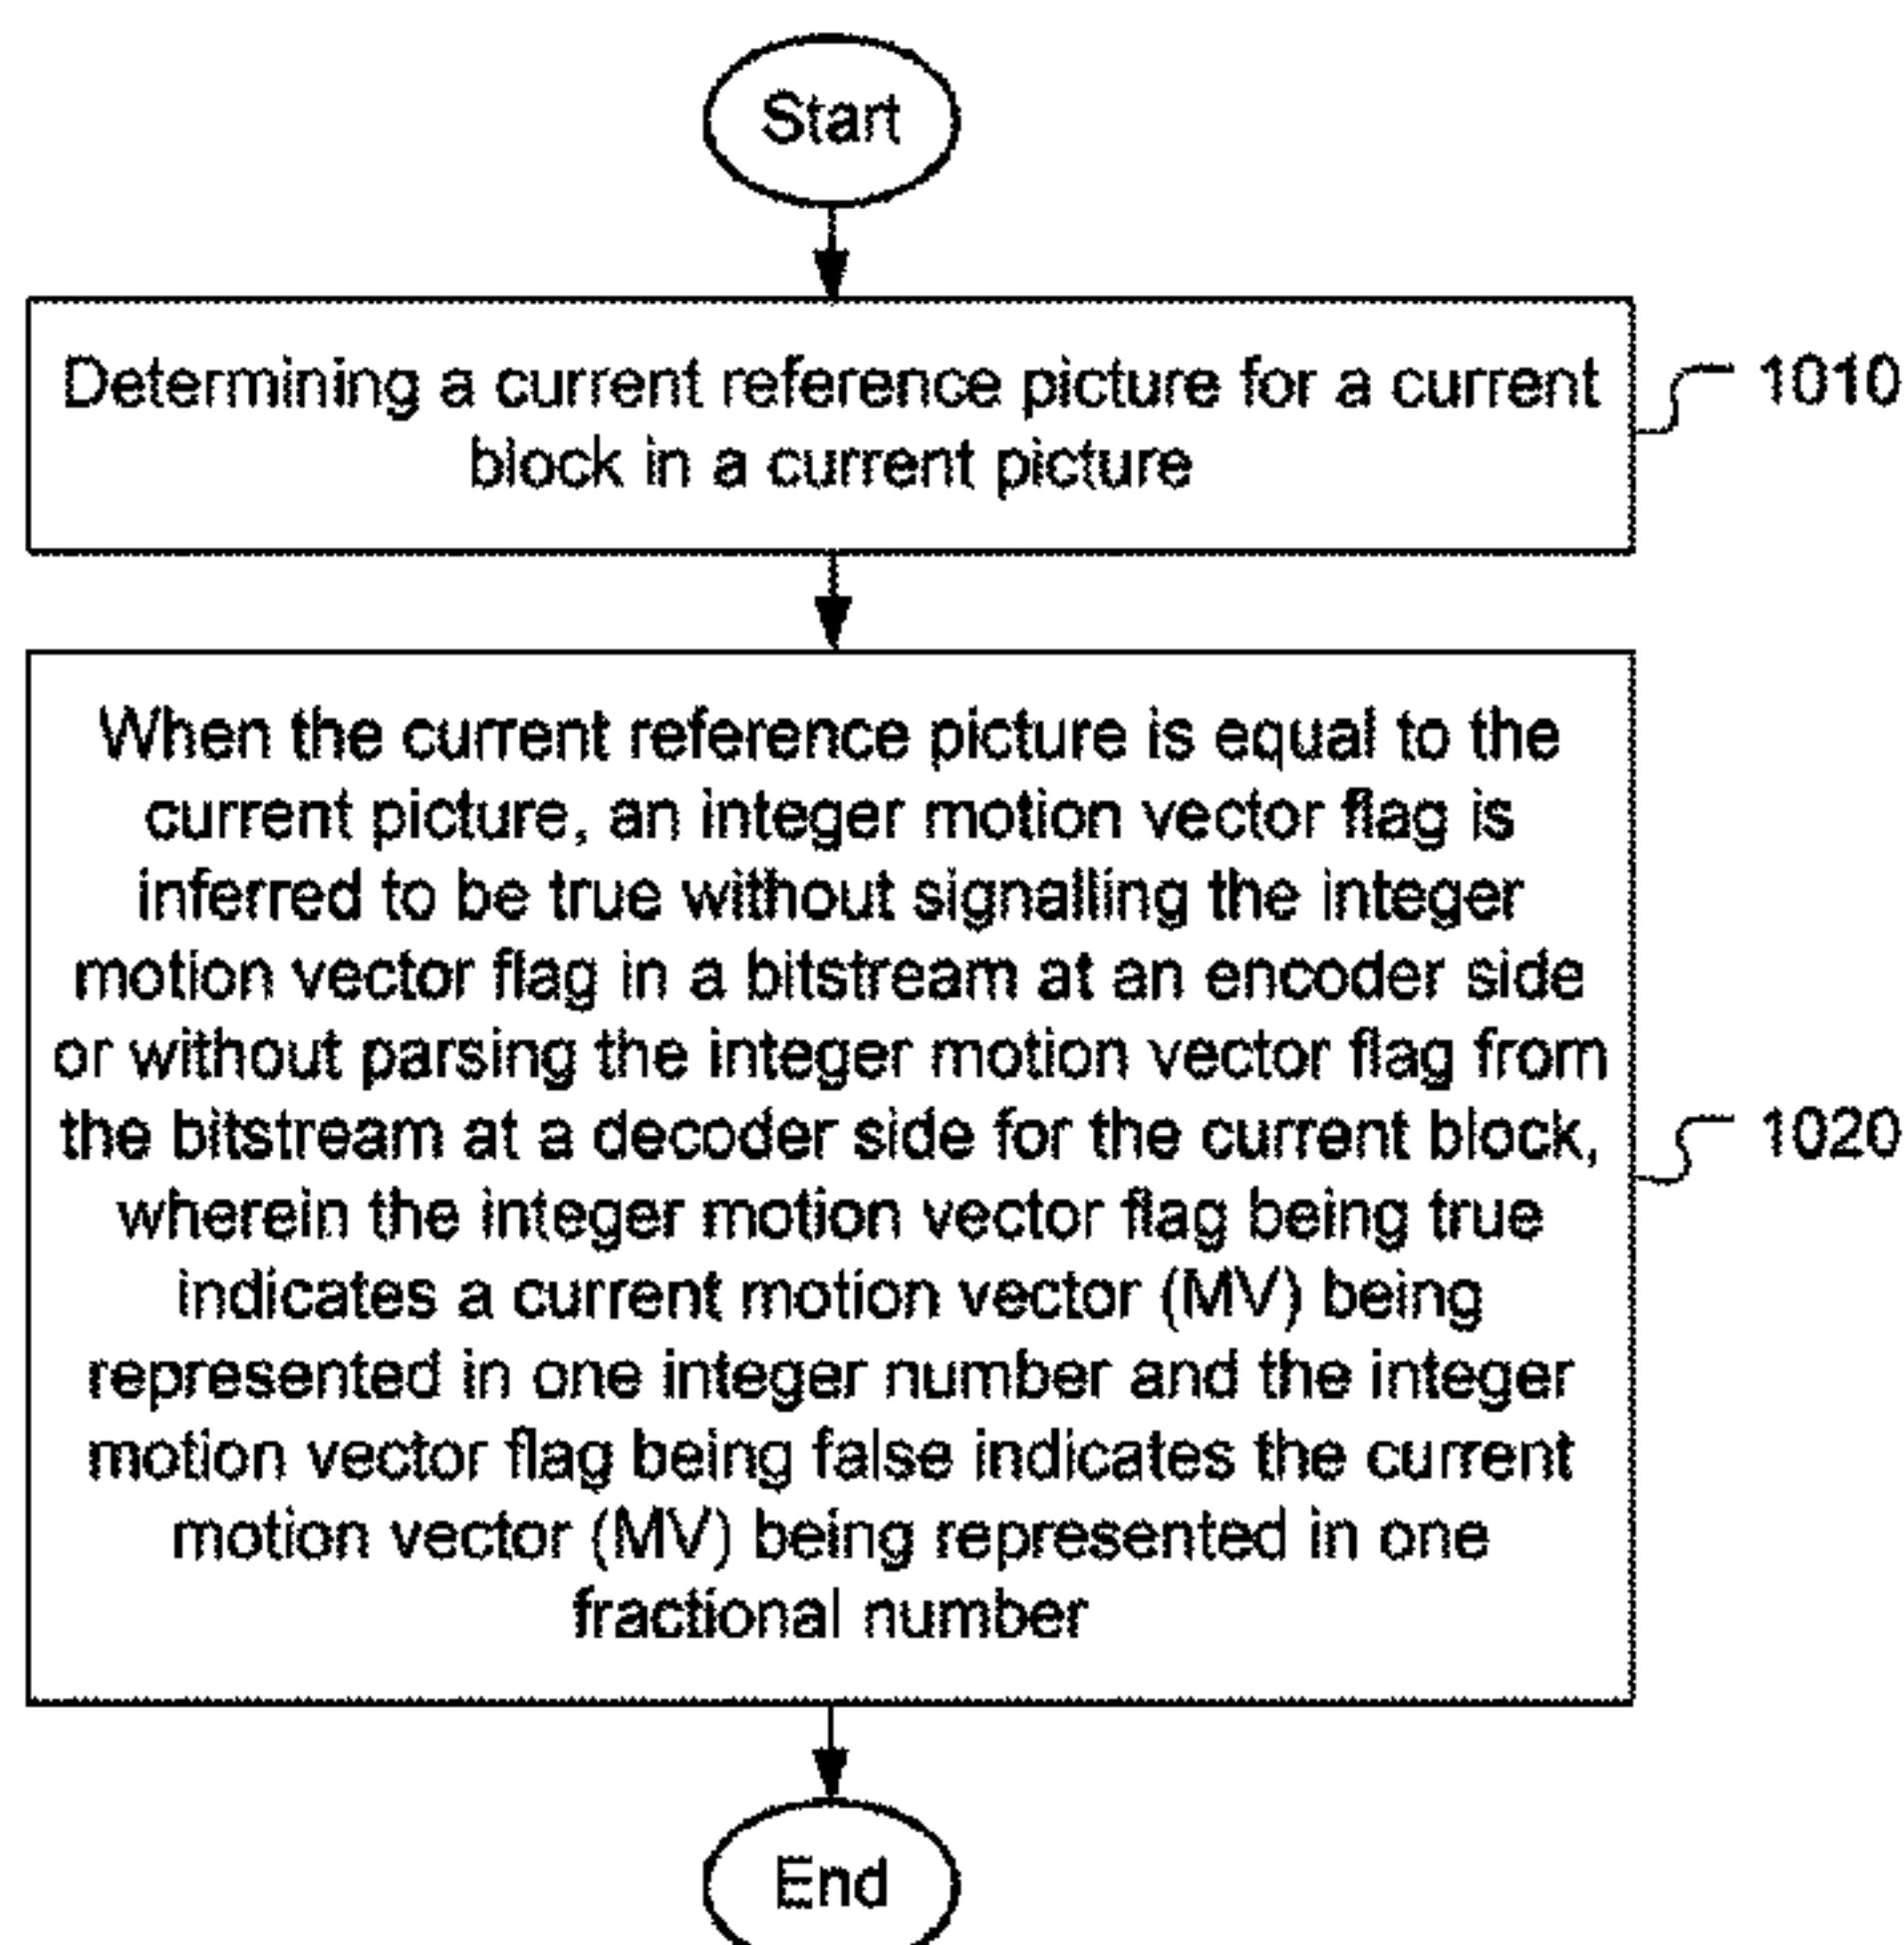 Start
Determining a current reference picture for a current
block in a current picture
1010
When the current reference picture is equal to the
current picture, an integer motion vector flag is
inferred to be true without signalling the integer
motion vector flag in a bitstream at an encoder side
or without parsing the integer motion vector flag from
the bitstream at a decoder side for the current block,
wherein the integer motion vector flag being true
indicates a current motion vector (MV) being
represented in one integer number and the integer
motion vector flag being false indicates the current
motion vector (MV) being represented in one
fractional number
1020
End